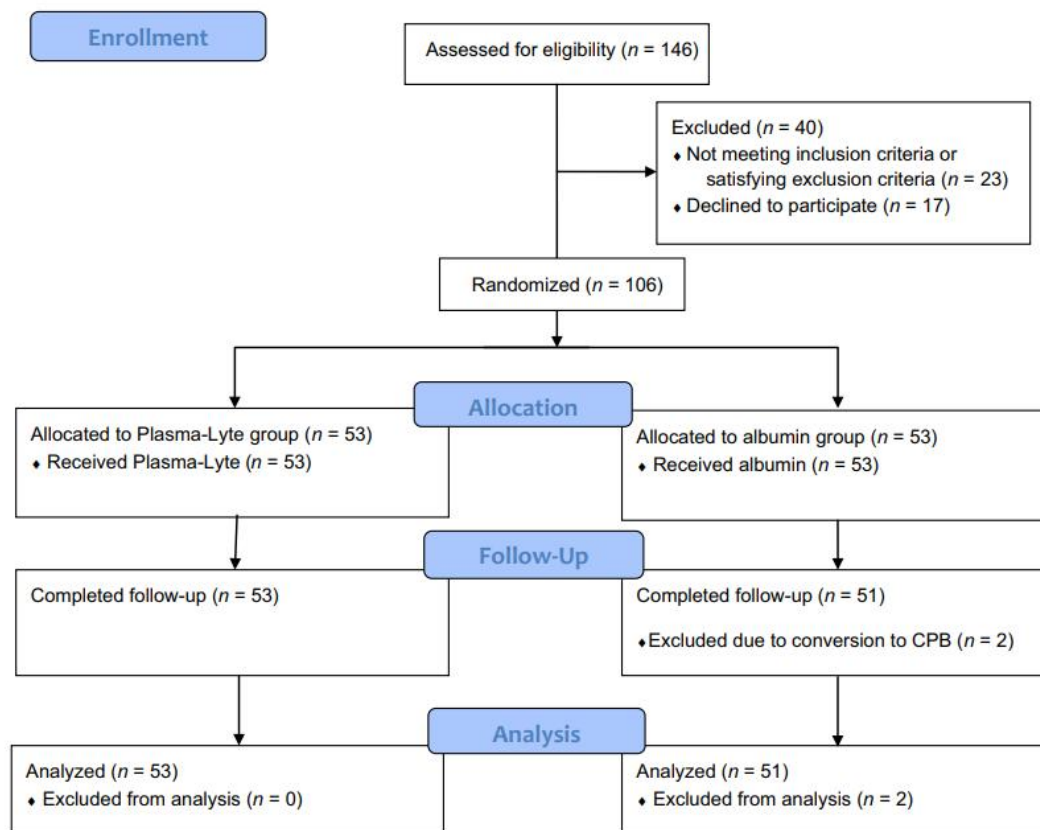 Enrollment
Assessed for eligibility (n = 146)
Excluded (n = 40)
♦ Not meeting inclusion criteria or
satisfying exclusion criteria (n = 23)
♦ Declined to participate (n = 17)
Randomized (n = 106)
Allocation
Allocated to Plasma-Lyte group (n = 53)
♦ Received Plasma-Lyte (n = 53)
Allocated to albumin group (n = 53)
♦ Received albumin (n = 53)
Follow-Up
Completed follow-up (n = 53)
Completed follow-up (n = 51)
♦Excluded due to conversion to CPB (n = 2)
Analysis
Analyzed (n = 53)
♦ Excluded from analysis (n = 0)
Analyzed (n = 51)
♦ Excluded from analysis (n = 2)